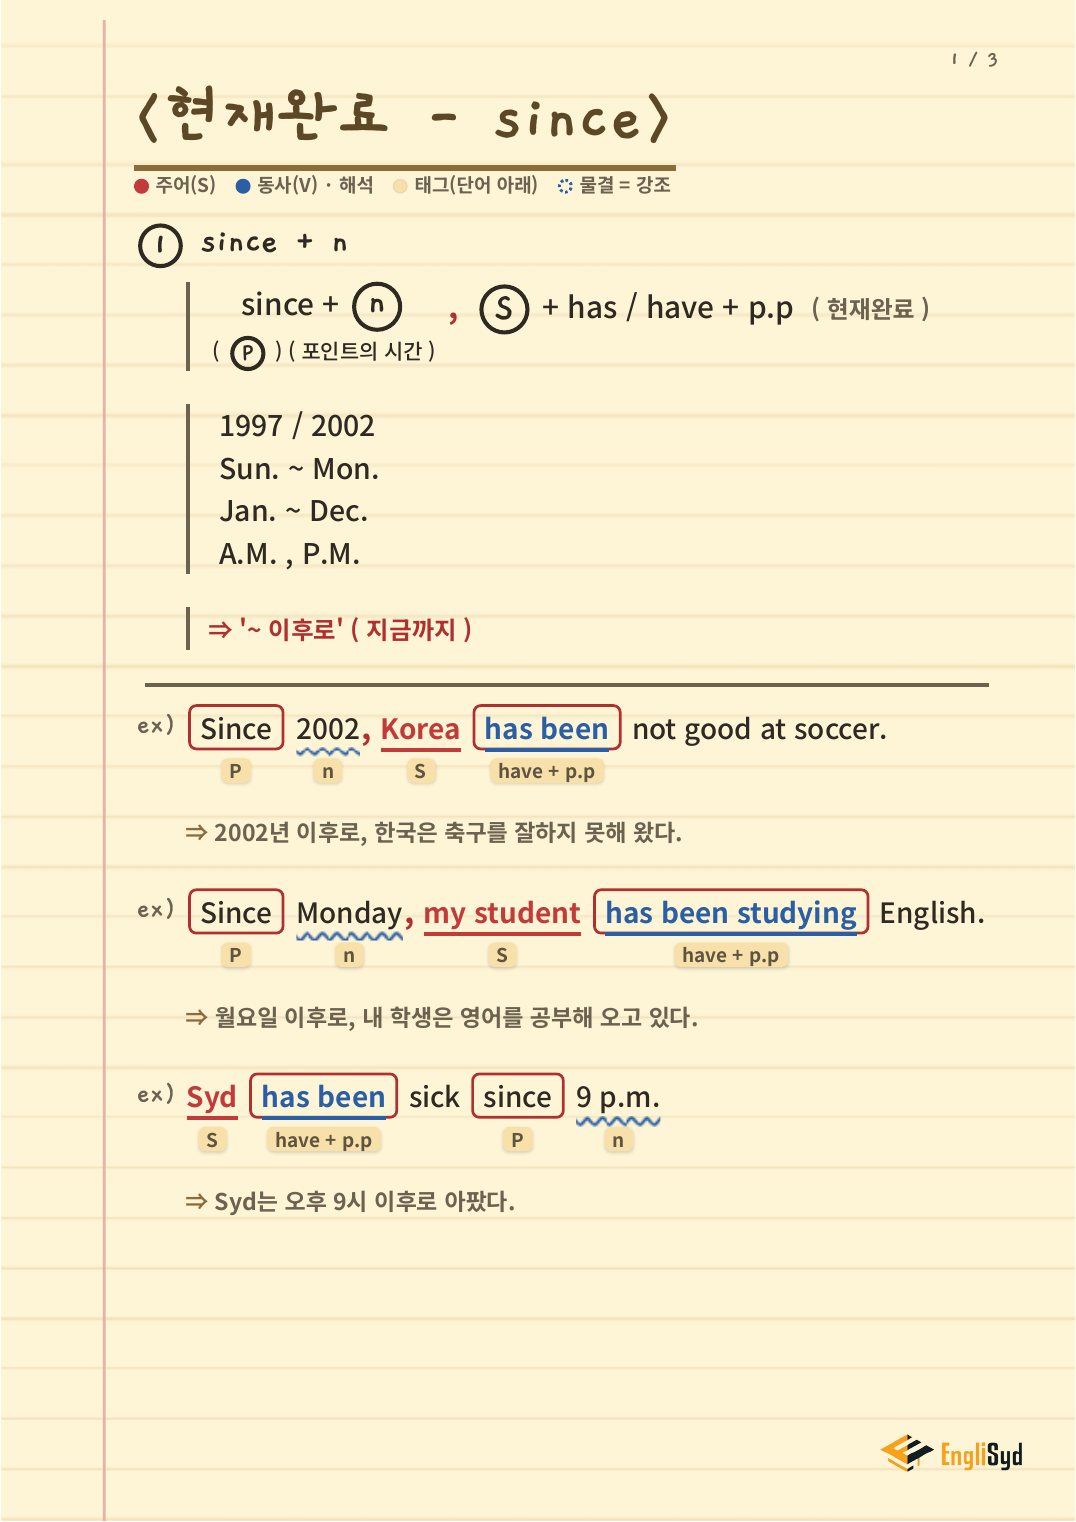 1 / 3
<현재완료 - since>
주어(S) 동사(V) · 해석 태그(단어 아래) 물결 = 강조
1 since + n
since + n , S + has / have + p.p ( 현재완료 )
( P ) ( 포인트의 시간 )
1997 / 2002
Sun. ~ Mon.
Jan. ~ Dec.
A.M. , P.M.
⇒ '~ 이후로' ( 지금까지 )
ex) Since 2002, Korea has been not good at soccer.
P n S have + p.p
⇒ 2002년 이후로, 한국은 축구를 잘하지 못해 왔다.
ex) Since Monday, my student has been studying English.
P n S have + p.p
⇒ 월요일 이후로, 내 학생은 영어를 공부해 오고 있다.
ex) Syd has been sick since 9 p.m.
S have + p.p P n
⇒ Syd는 오후 9시 이후로 아팠다.
EngliSyd